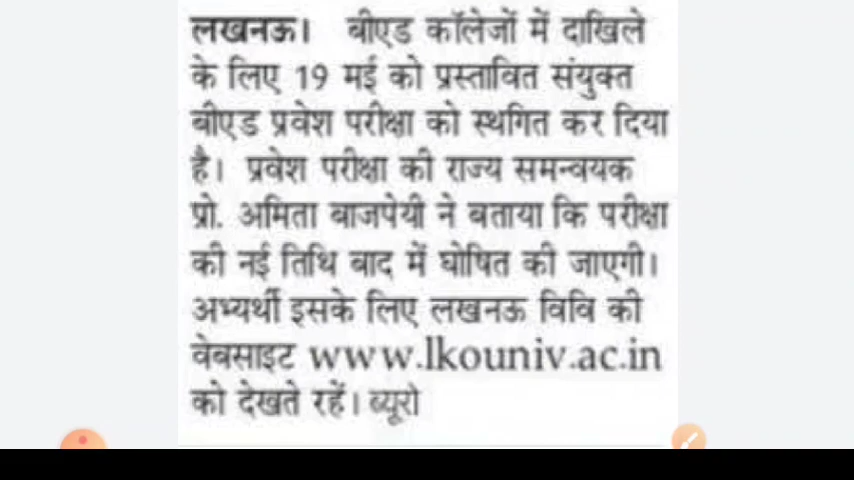 लखनऊ। बीएड कॉलेजों में दाखिले
के लिए 19 मई को प्रस्तावित संयुक्त
बीएड प्रवेश परीक्षा को स्थगित कर दिया
है। प्रवेश परीक्षा की राज्य समन्वयक
प्रो. अमिता बाजपेयी ने बताया कि परीक्षा
की नई तिथि बाद में घोषित की जाएगी।
अभ्यर्थी इसके लिए लखनऊ विवि की
वेबसाइट www.lkouniv.ac.in
को देखते रहें। ब्यूरो